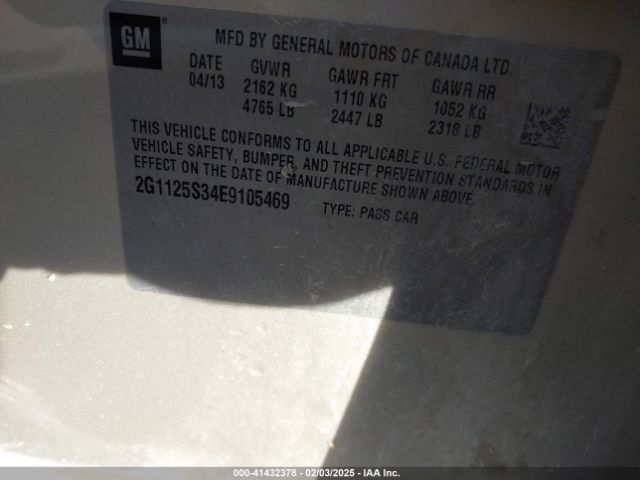 GM
MFD BY GENERAL MOTORS OF CANADA LTD.
DATE GVWR GAWR FRT GAWR RR
04/13 2162 KG 1110 KG 1052 KG
4765 LB 2447 LB 2318 LB
THIS VEHICLE CONFORMS TO ALL APPLICABLE U.S. FEDERAL MOTOR
VEHICLE SAFETY, BUMPER, AND THEFT PREVENTION STANDARDS IN
EFFECT ON THE DATE OF MANUFACTURE SHOWN ABOVE.
2G1125S34E9105469 TYPE: PASS CAR
000-41432378 - 02/03/2025 - IAA Inc.